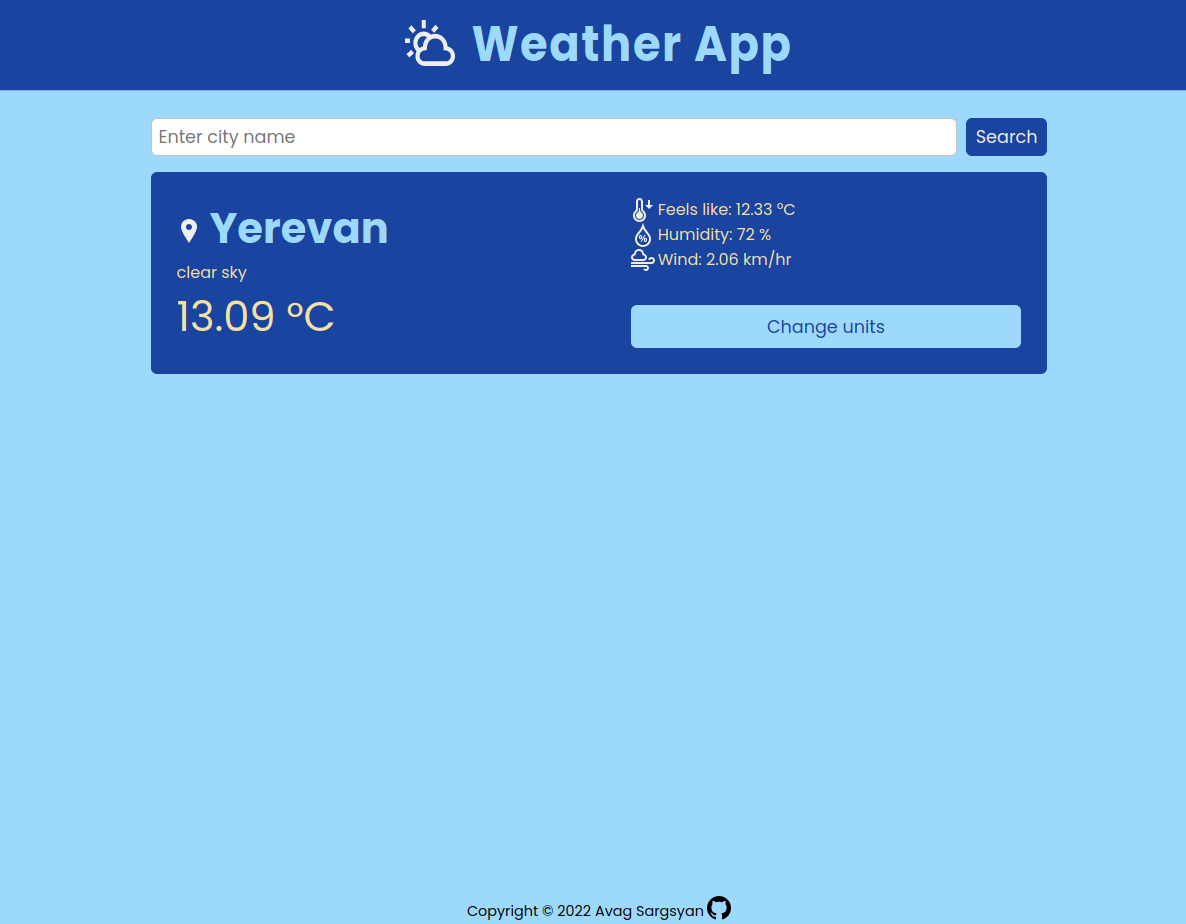 Weather App
Enter city name
Search
Yerevan
clear sky
13.09 °C
Feels like: 12.33 °C
Humidity: 72 %
Wind: 2.06 km/hr
Change units
Copyright © 2022 Avag Sargsyan